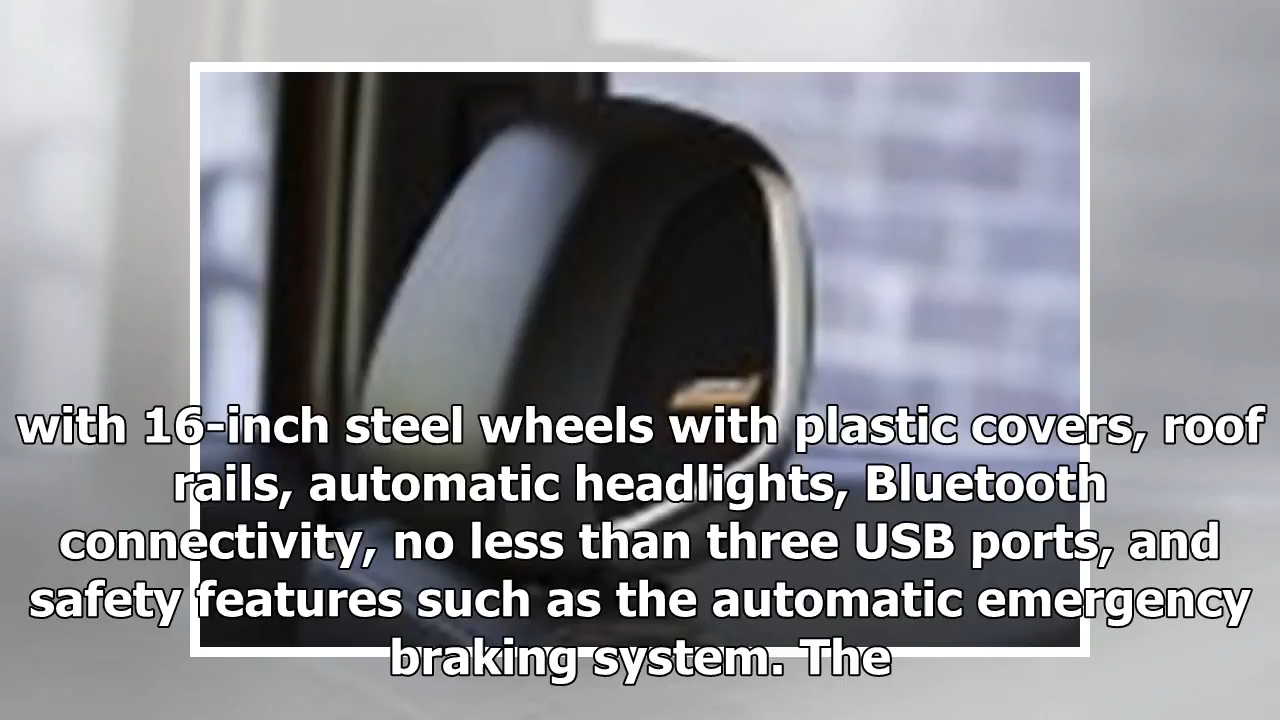 with 16-inch steel wheels with plastic covers, roof
rails, automatic headlights, Bluetooth
connectivity, no less than three USB ports, and
safety features such as the automatic emergency
braking system. The